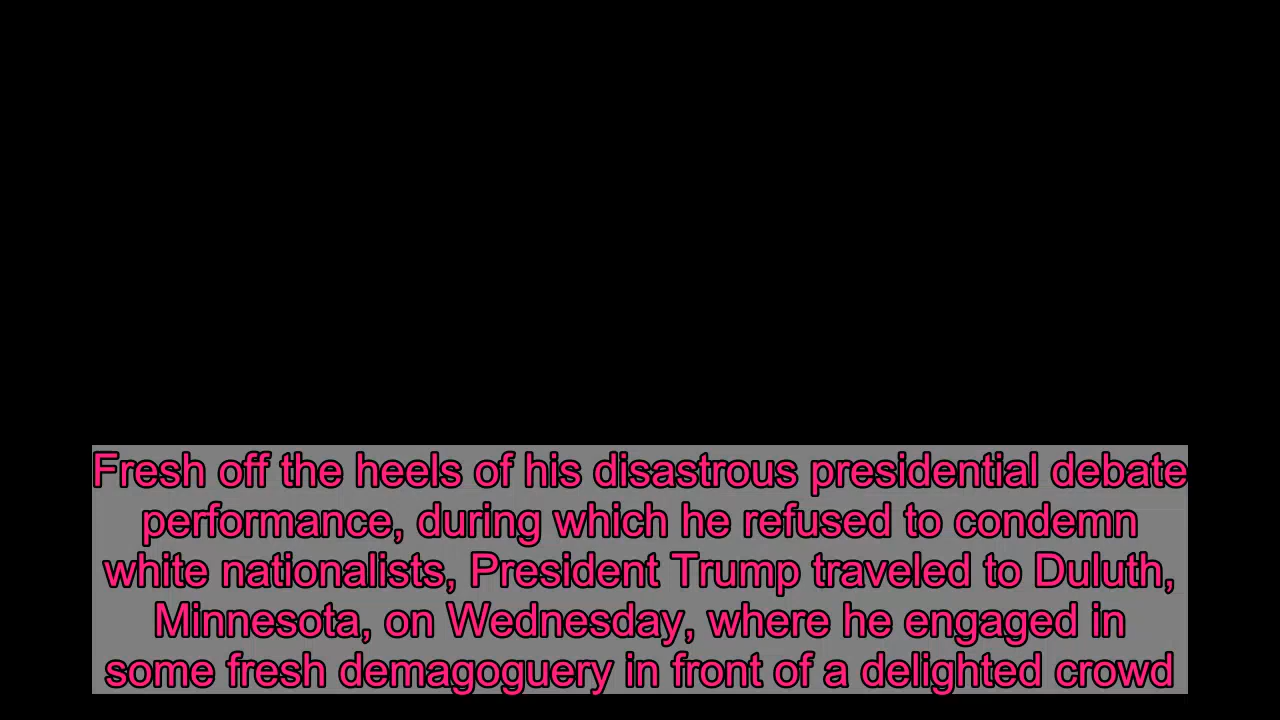 Fresh off the heels of his disastrous presidential debate
performance, during which he refused to condemn
white nationalists, President Trump traveled to Duluth,
Minnesota, on Wednesday, where he engaged in
some fresh demagoguery in front of a delighted crowd